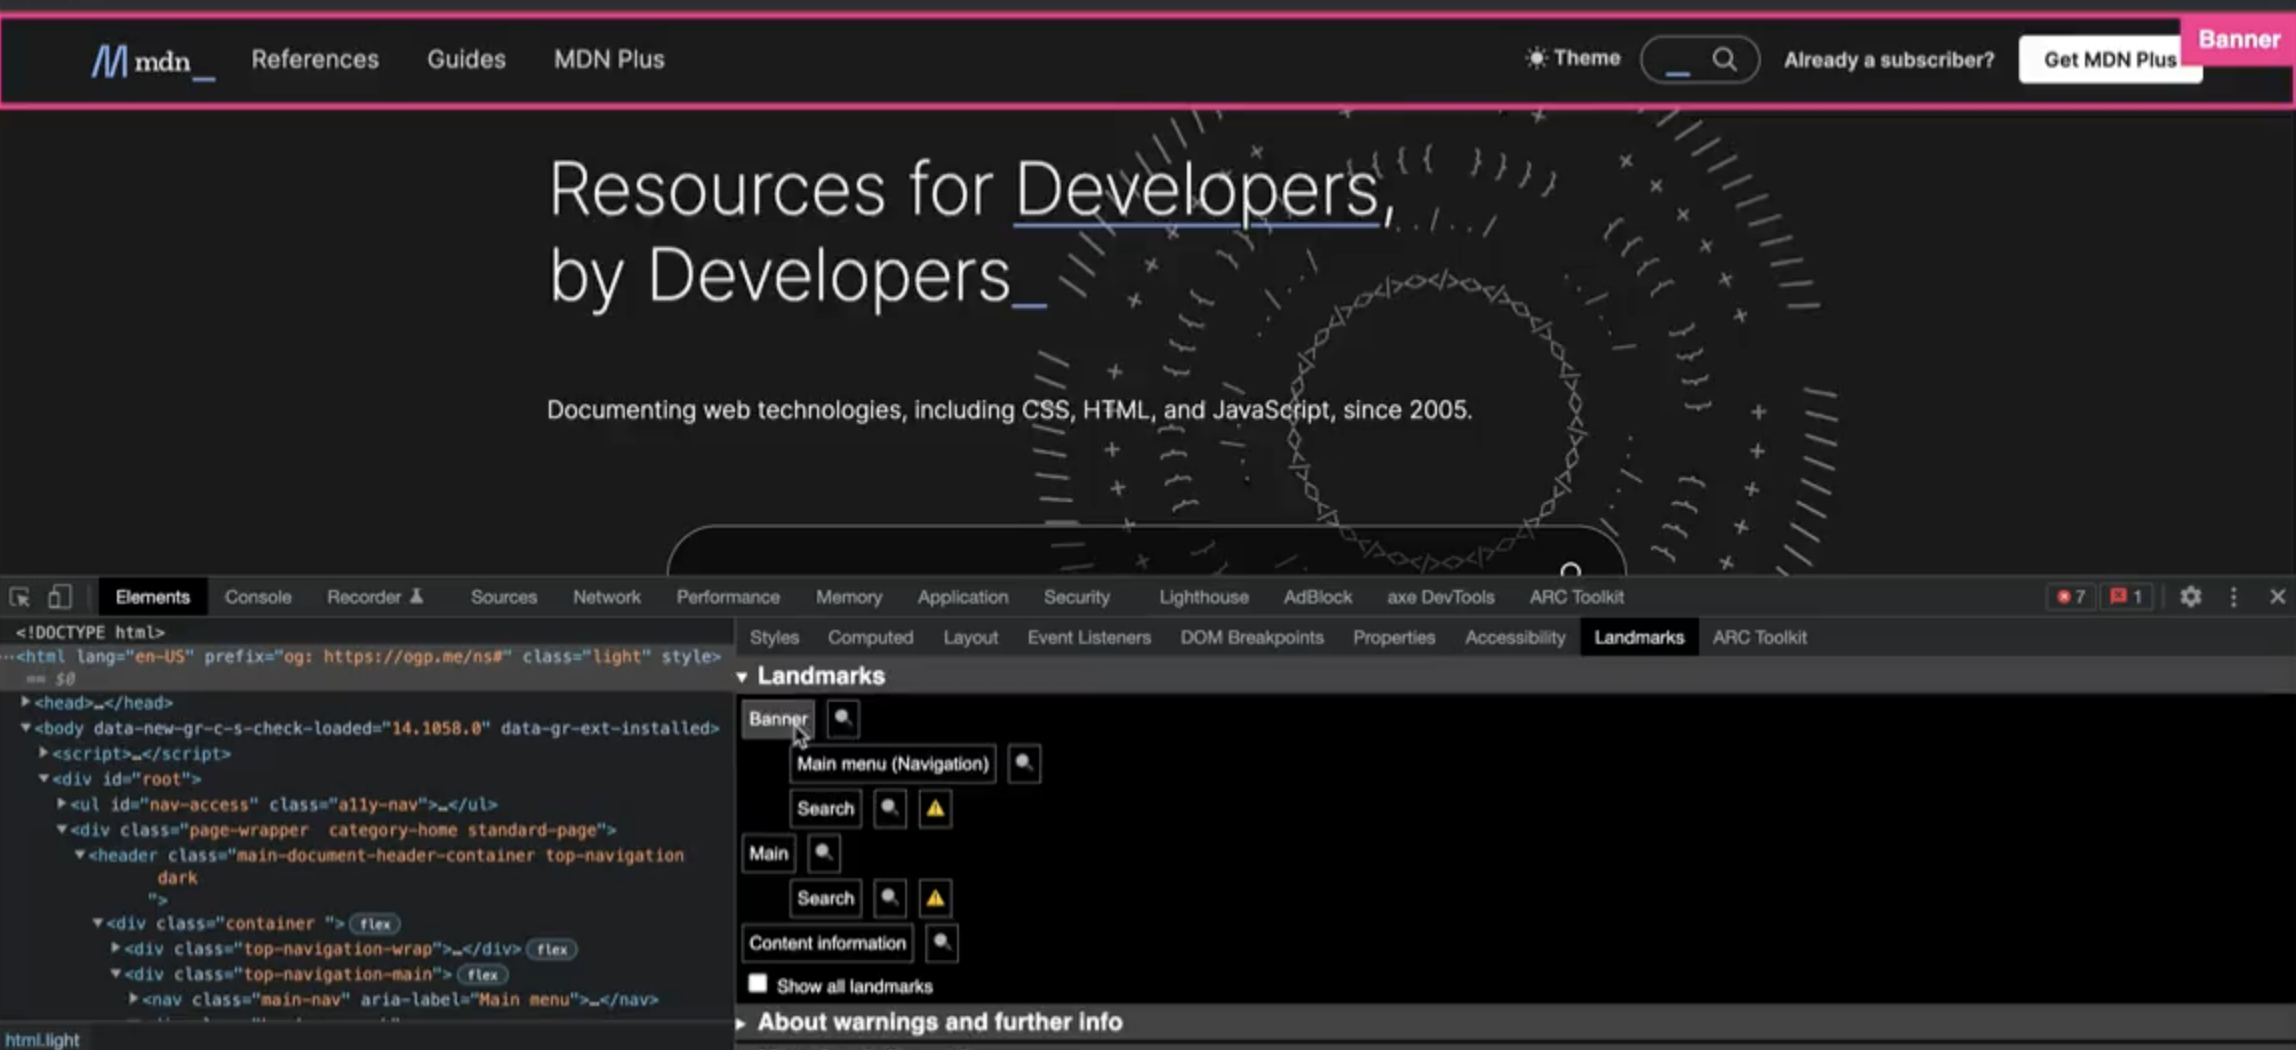 mdn_ References Guides MDN Plus Theme _ Already a subscriber? Get MDN Plus Banner
Resources for Developers,
by Developers_
Documenting web technologies, including CSS, HTML, and JavaScript, since 2005.
Elements Console Recorder Sources Network Performance Memory Application Security Lighthouse AdBlock axe DevTools ARC Toolkit 7 1
<!DOCTYPE html>
…<html lang="en-US" prefix="og: https://ogp.me/ns#" class="light" style>
== $0
<head>…</head>
<body data-new-gr-c-s-check-loaded="14.1058.0" data-gr-ext-installed>
<script>…</script>
<div id="root">
<ul id="nav-access" class="a11y-nav">…</ul>
<div class="page-wrapper  category-home standard-page">
<header class="main-document-header-container top-navigation
dark
">
<div class="container "> flex
<div class="top-navigation-wrap">…</div> flex
<div class="top-navigation-main"> flex
<nav class="main-nav" aria-label="Main menu">…</nav>
html.light
Styles Computed Layout Event Listeners DOM Breakpoints Properties Accessibility Landmarks ARC Toolkit
Landmarks
Banner
Main menu (Navigation)
Search
Main
Search
Content information
Show all landmarks
About warnings and further info